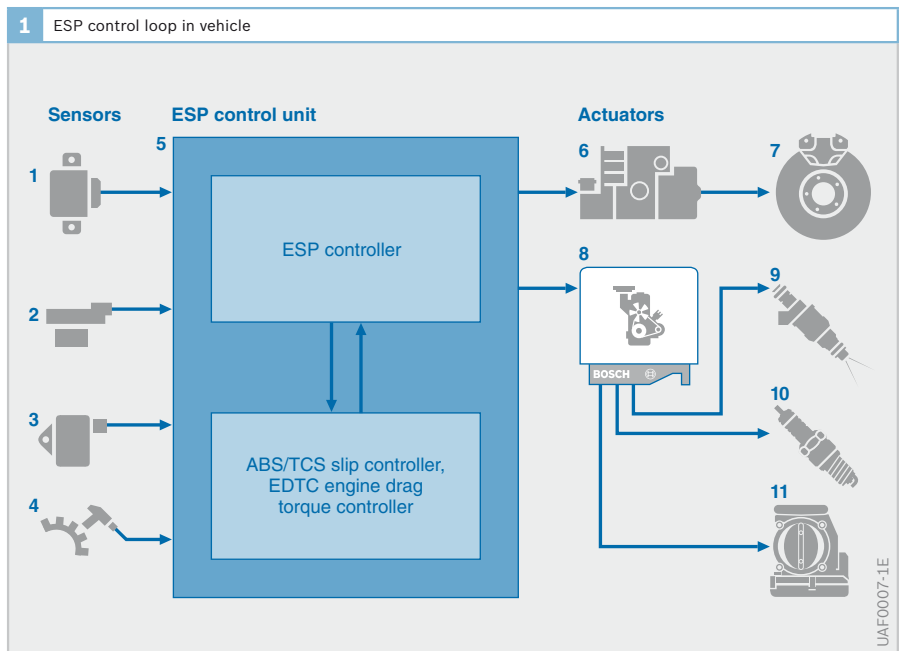 1 ESP control loop in vehicle
Sensors
ESP control unit
Actuators
1
2
3
4
5
ESP controller
ABS/TCS slip controller,
EDTC engine drag
torque controller
6
7
8
BOSCH
9
10
11
UAF0007-1E